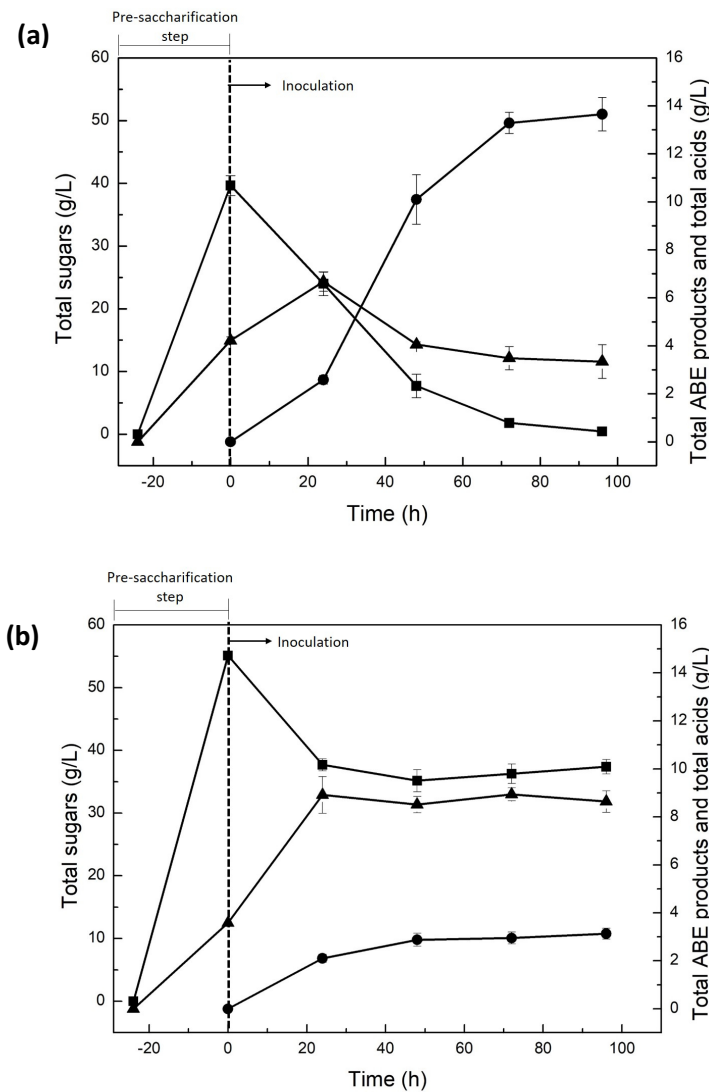 (a)
Pre-saccharification
step
Inoculation
60
50
40
30
20
10
0
Total sugars (g/L)
16
14
12
10
8
6
4
2
0
Total ABE products and total acids (g/L)
-20 0 20 40 60 80 100
Time (h)
(b)
Pre-saccharification
step
Inoculation
60
50
40
30
20
10
0
Total sugars (g/L)
16
14
12
10
8
6
4
2
0
Total ABE products and total acids (g/L)
-20 0 20 40 60 80 100
Time (h)